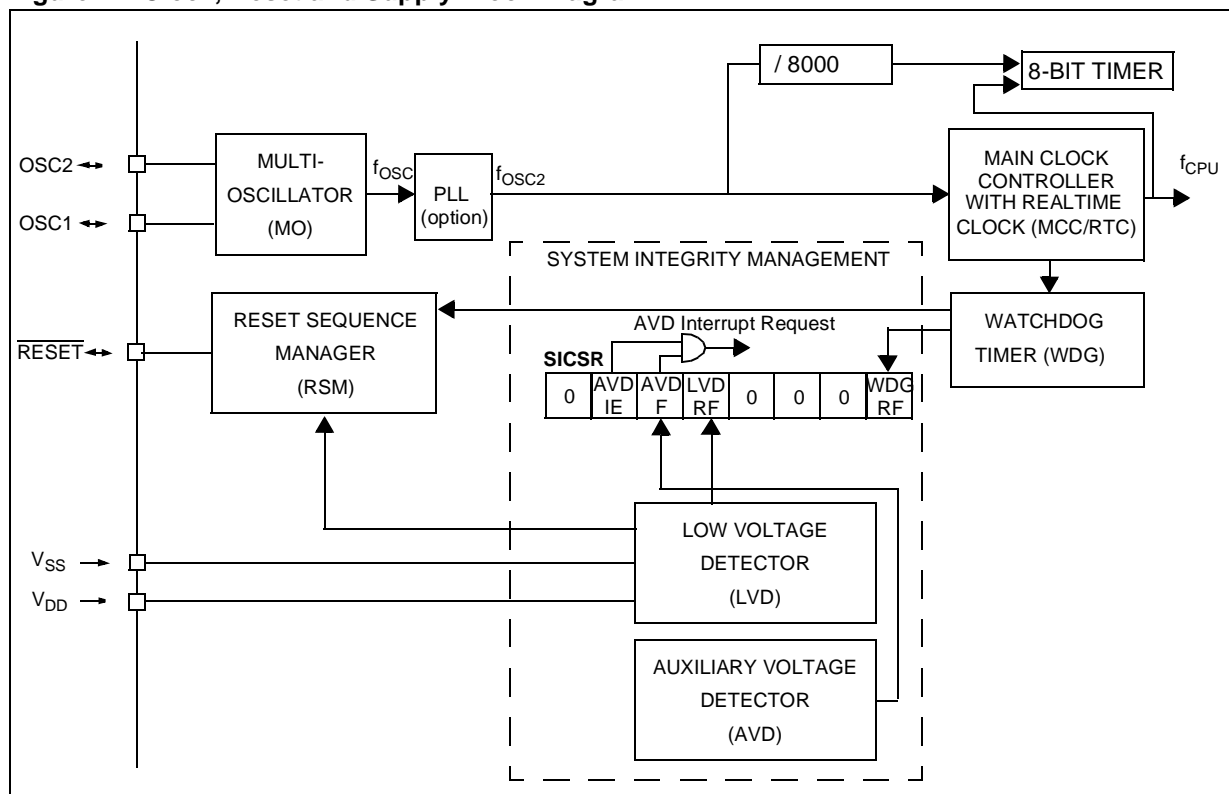 / 8000
8-BIT TIMER
OSC2
OSC1
MULTI-
OSCILLATOR
(MO)
fOSC
PLL
(option)
fOSC2
MAIN CLOCK
CONTROLLER
WITH REALTIME
CLOCK (MCC/RTC)
fCPU
SYSTEM INTEGRITY MANAGEMENT
RESET
RESET SEQUENCE
MANAGER
(RSM)
AVD Interrupt Request
WATCHDOG
TIMER (WDG)
SICSR
0
AVD
IE
AVD
F
LVD
RF
0
0
0
WDG
RF
VSS
VDD
LOW VOLTAGE
DETECTOR
(LVD)
AUXILIARY VOLTAGE
DETECTOR
(AVD)